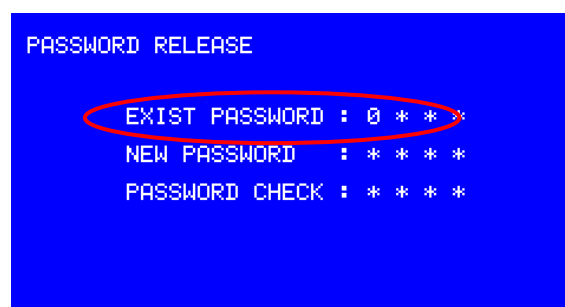 PASSWORD RELEASE
EXIST PASSWORD : 0 * * *
NEW PASSWORD : * * * *
PASSWORD CHECK : * * * *